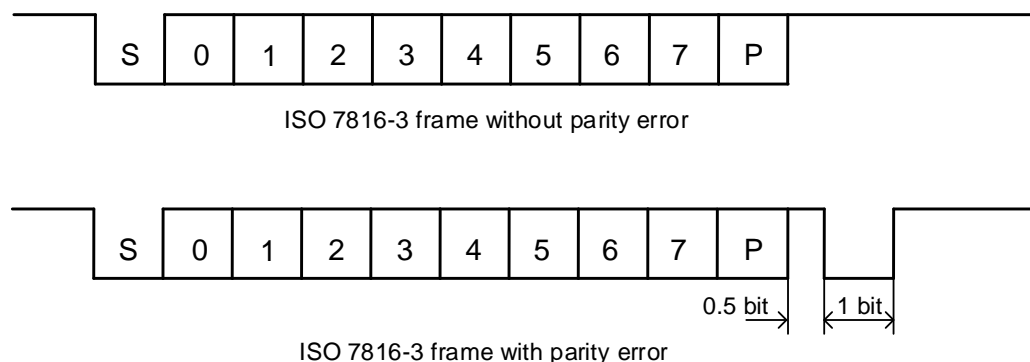 S 0 1 2 3 4 5 6 7 P
ISO 7816-3 frame without parity error
S 0 1 2 3 4 5 6 7 P
0.5 bit 1 bit
ISO 7816-3 frame with parity error